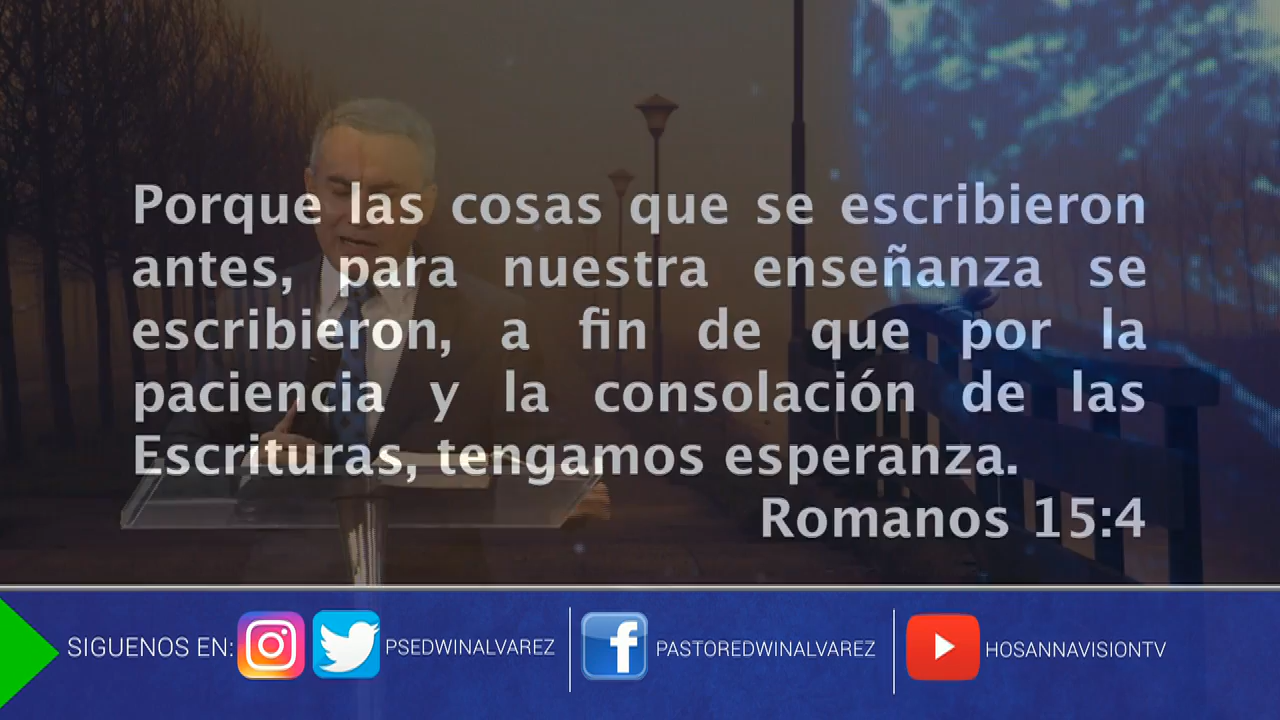 Porque las cosas que se escribieron
antes, para nuestra enseñanza se
escribieron, a fin de que por la
paciencia y la consolación de las
Escrituras, tengamos esperanza.
Romanos 15:4
SIGUENOS EN: PSEDWINALVAREZ PASTOREDWINALVAREZ HOSANNAVISIONTV